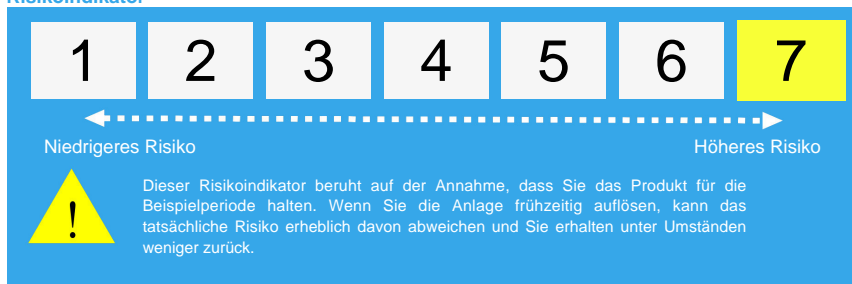 Risikoindikator
1 2 3 4 5 6 7
Niedrigeres Risiko Höheres Risiko
!
Dieser Risikoindikator beruht auf der Annahme, dass Sie das Produkt für die
Beispielperiode halten. Wenn Sie die Anlage frühzeitig auflösen, kann das
tatsächliche Risiko erheblich davon abweichen und Sie erhalten unter Umständen
weniger zurück.